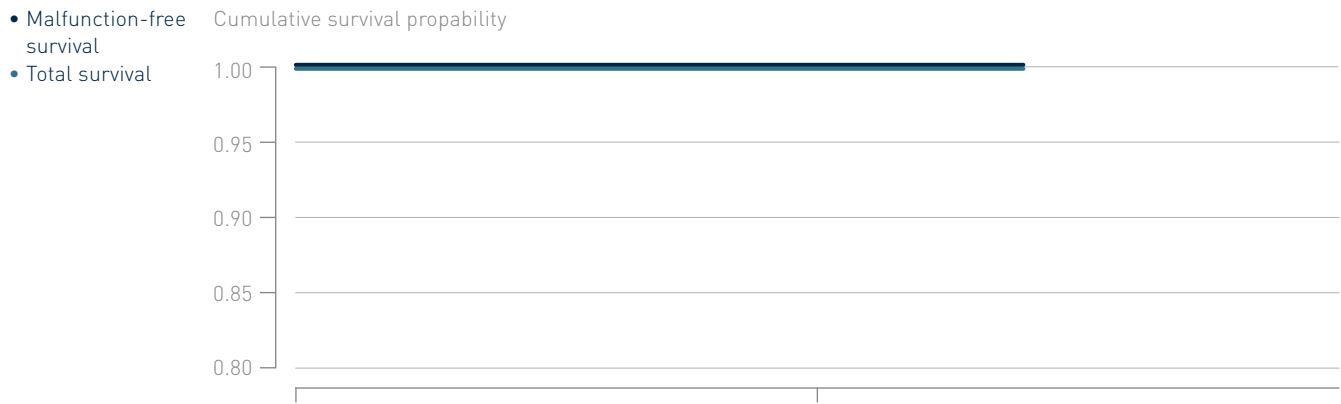 • Malfunction-free
survival
• Total survival
Cumulative survival propability
1.00
0.95
0.90
0.85
0.80